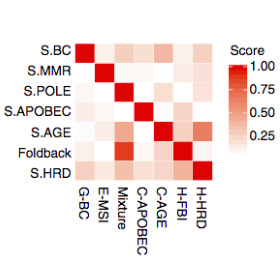 Score
S.BC
S.MMR
S.POLE
S.APOBEC
S.AGE
Foldback
S.HRD
1.00
0.75
0.50
0.25
G-BC
E-MSI
Mixture
C-APOBEC
C-AGE
H-FBI
H-HRD